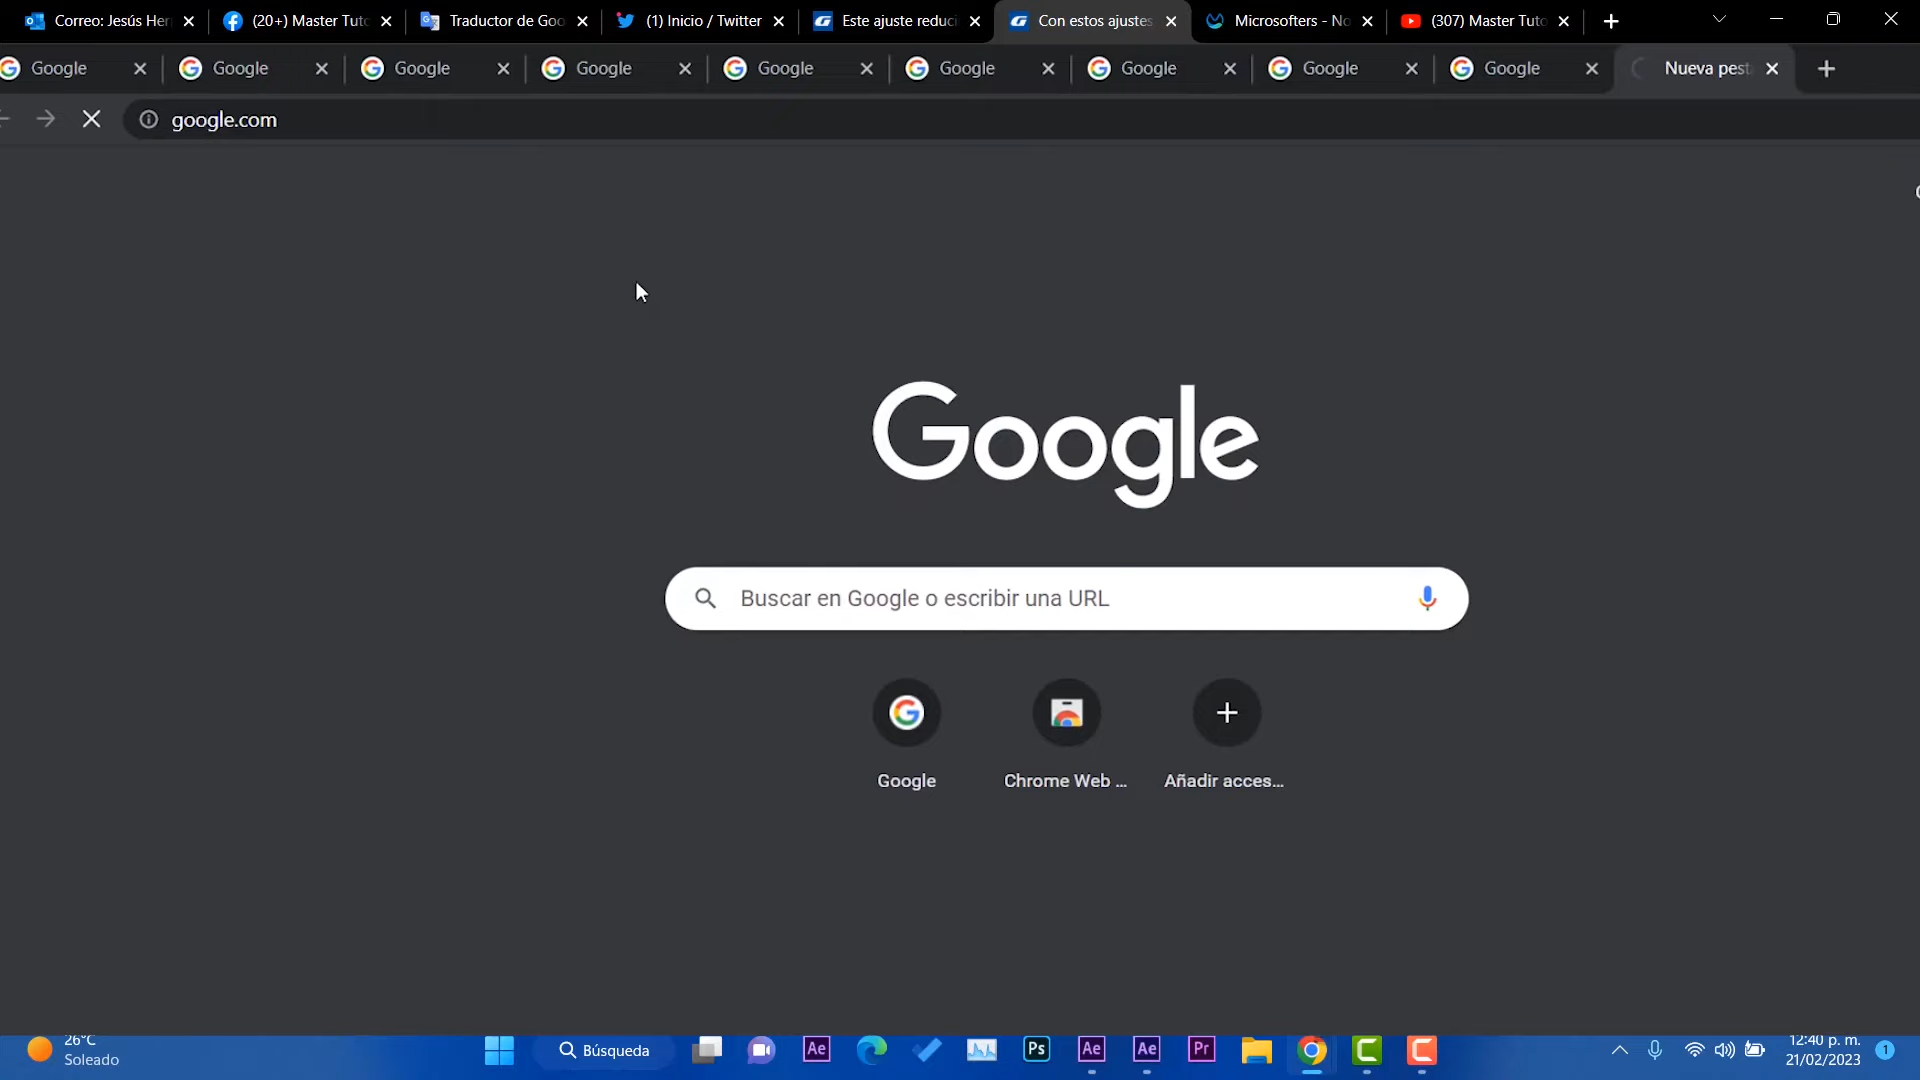 Correo: Jesús Her
(20+) Master Tuto
Traductor de Goo
(1) Inicio / Twitter
Este ajuste reduci
Con estos ajustes
Microsofters - No
(307) Master Tuto
Google
Google
Google
Google
Google
Google
Google
Google
Google
Nueva pest
google.com
Google
Buscar en Google o escribir una URL
Google
Chrome Web ...
Añadir acces...
26°C
Soleado
Búsqueda
Ae
Ps
Ae
Ae
Pr
12:40 p. m.
21/02/2023
1